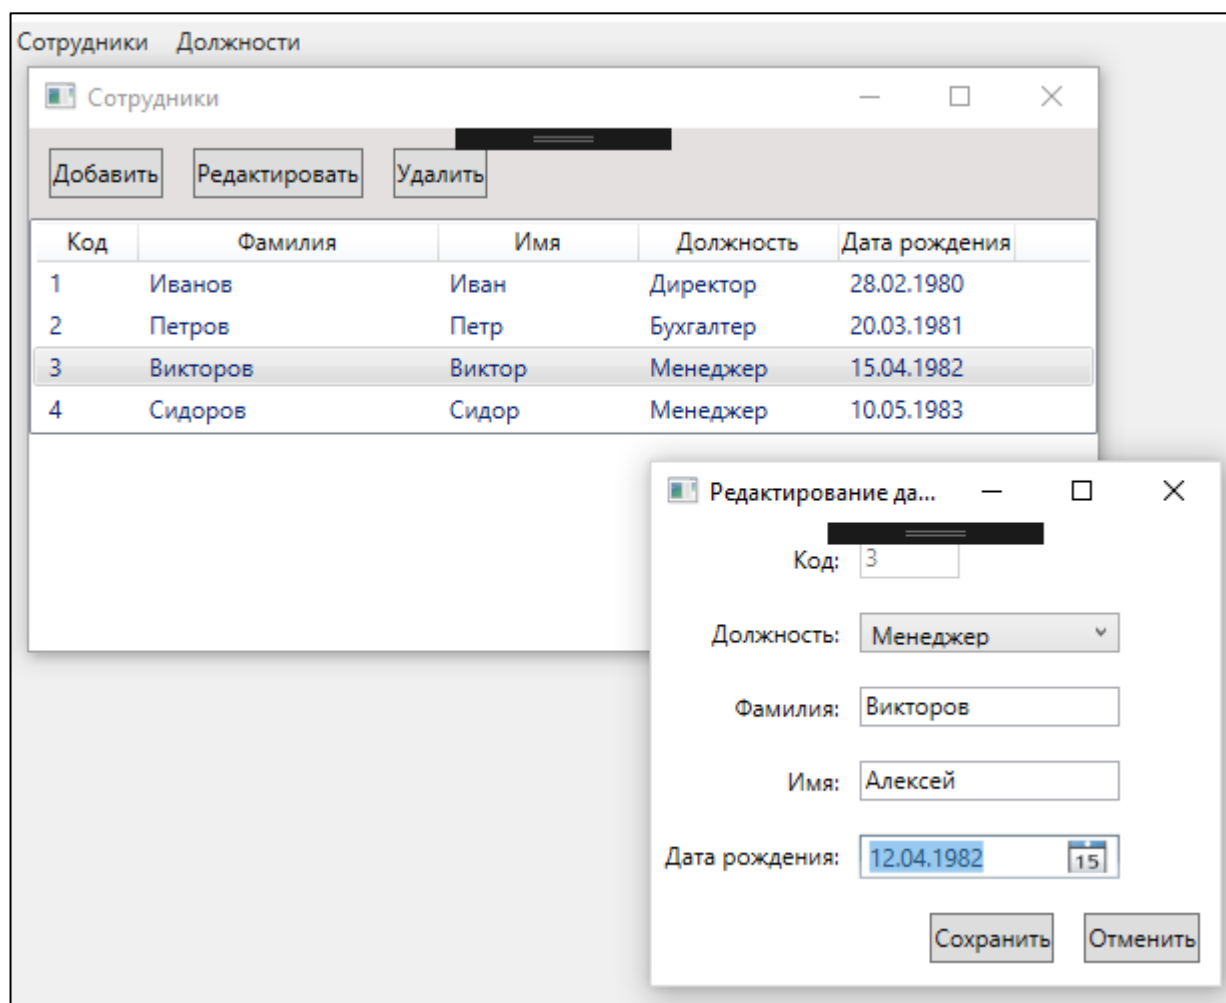 Сотрудники Должности
Сотрудники
Добавить Редактировать Удалить
Код Фамилия Имя Должность Дата рождения
1 Иванов Иван Директор 28.02.1980
2 Петров Петр Бухгалтер 20.03.1981
3 Викторов Виктор Менеджер 15.04.1982
4 Сидоров Сидор Менеджер 10.05.1983
Редактирование да...
Код: 3
Должность: Менеджер
Фамилия: Викторов
Имя: Алексей
Дата рождения: 12.04.1982 15
Сохранить Отменить